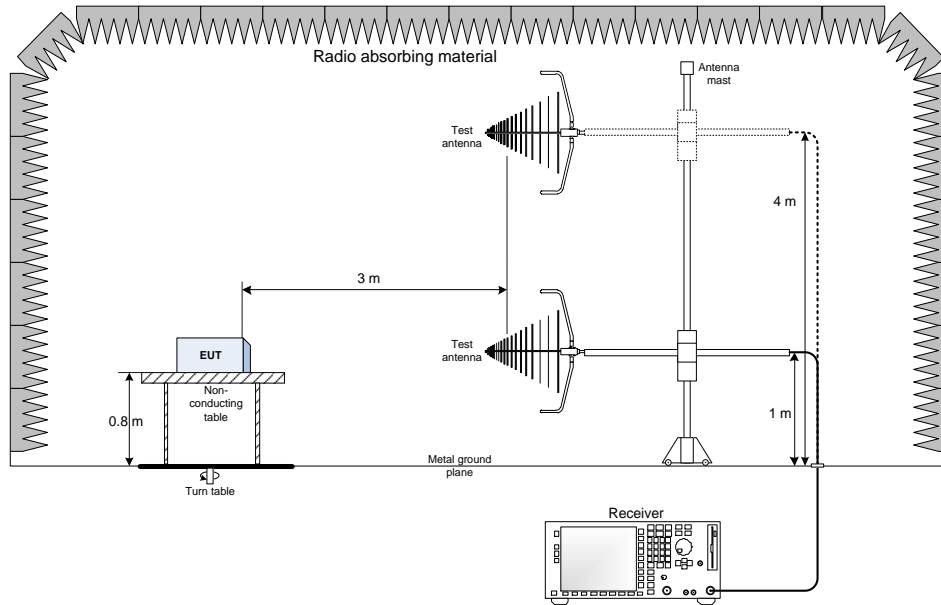 Radio absorbing material
Antenna
mast
Test
antenna
4 m
3 m
Test
antenna
EUT
Non-
conducting
table
0.8 m
1 m
Metal ground
plane
Turn table
Receiver